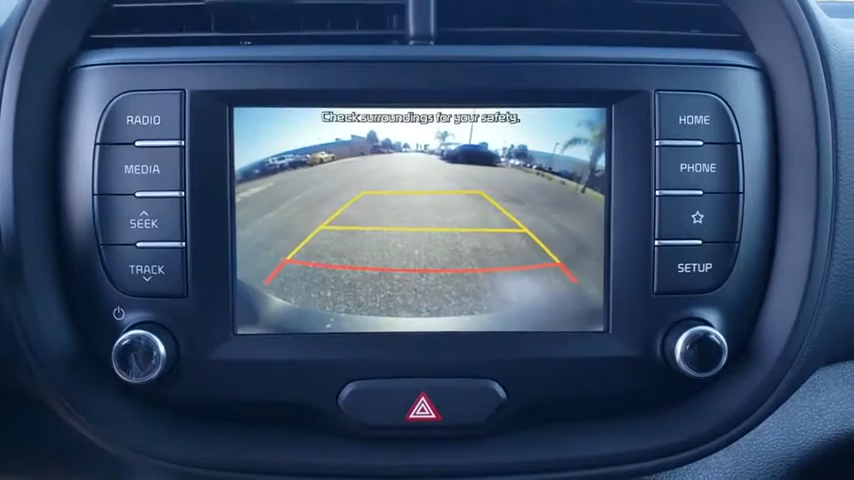 Check surroundings for your safety.
RADIO
MEDIA
SEEK
TRACK
HOME
PHONE
SETUP